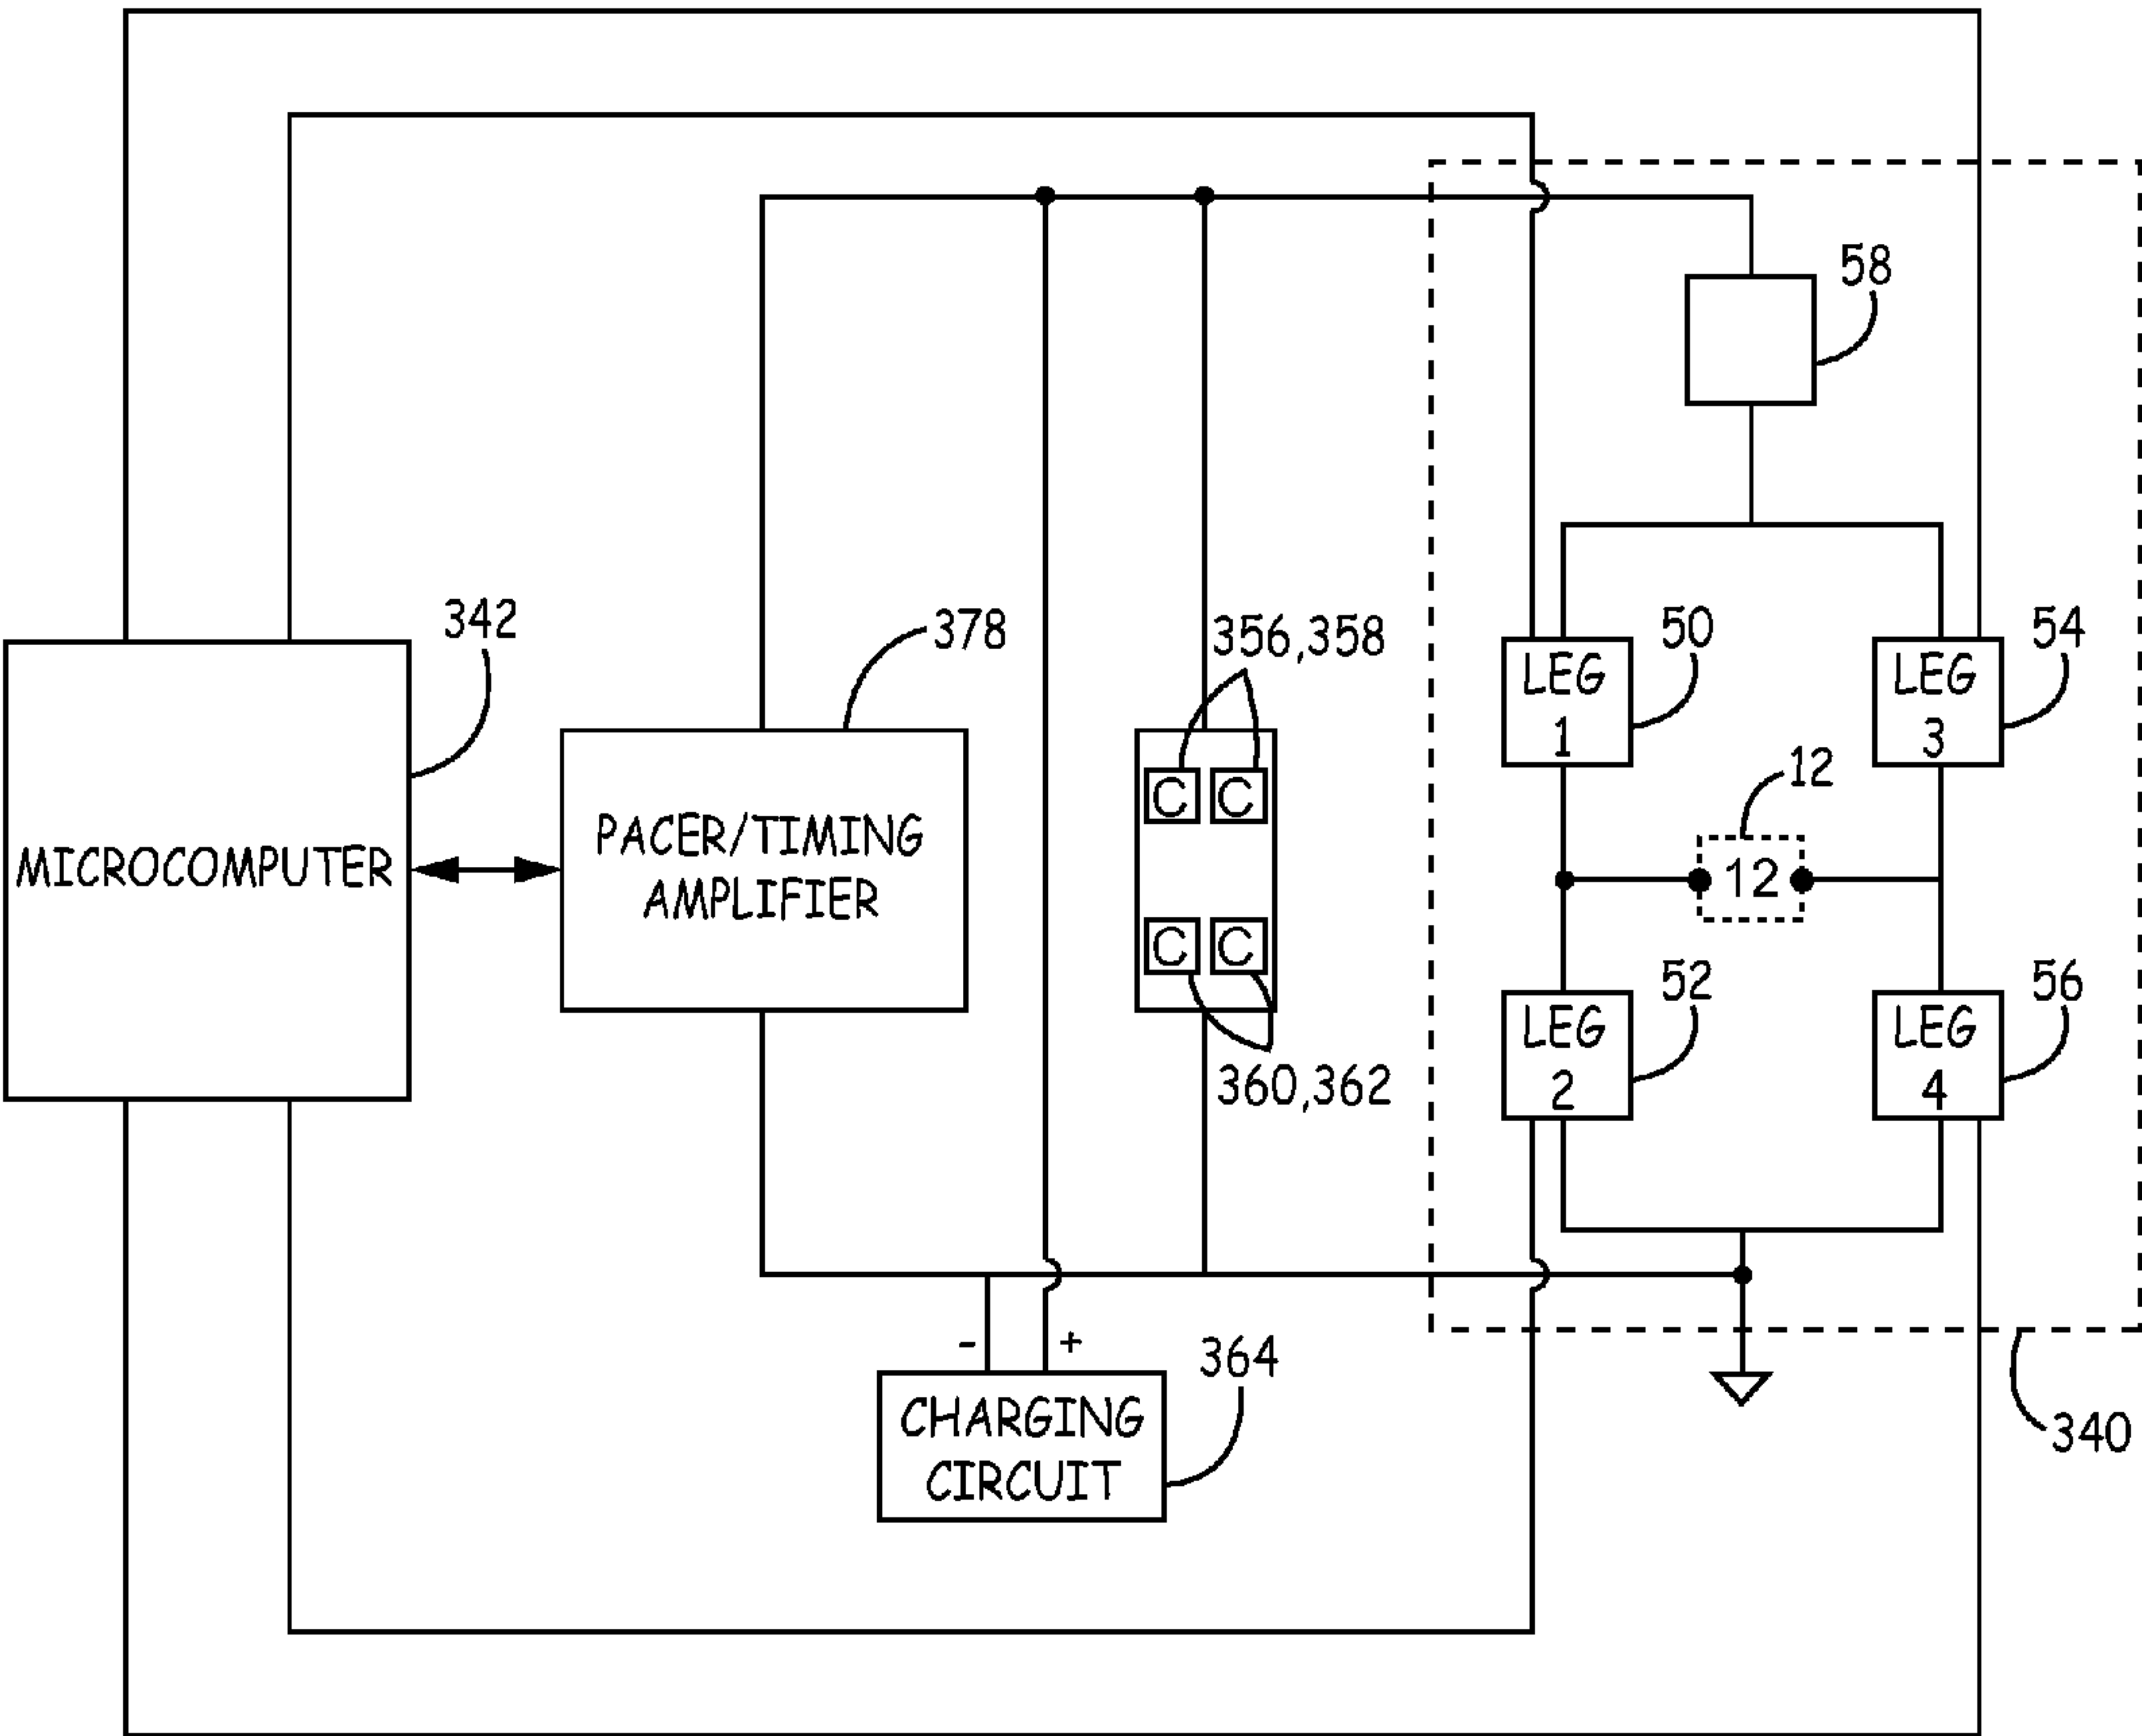 58
342
378
356,358
50
54
LEG
1
LEG
3
12
MICROCOMPUTER
PACER/TIMING
AMPLIFIER
C
C
12
C
C
52
56
LEG
2
LEG
4
360,362
-
+
364
CHARGING
CIRCUIT
340